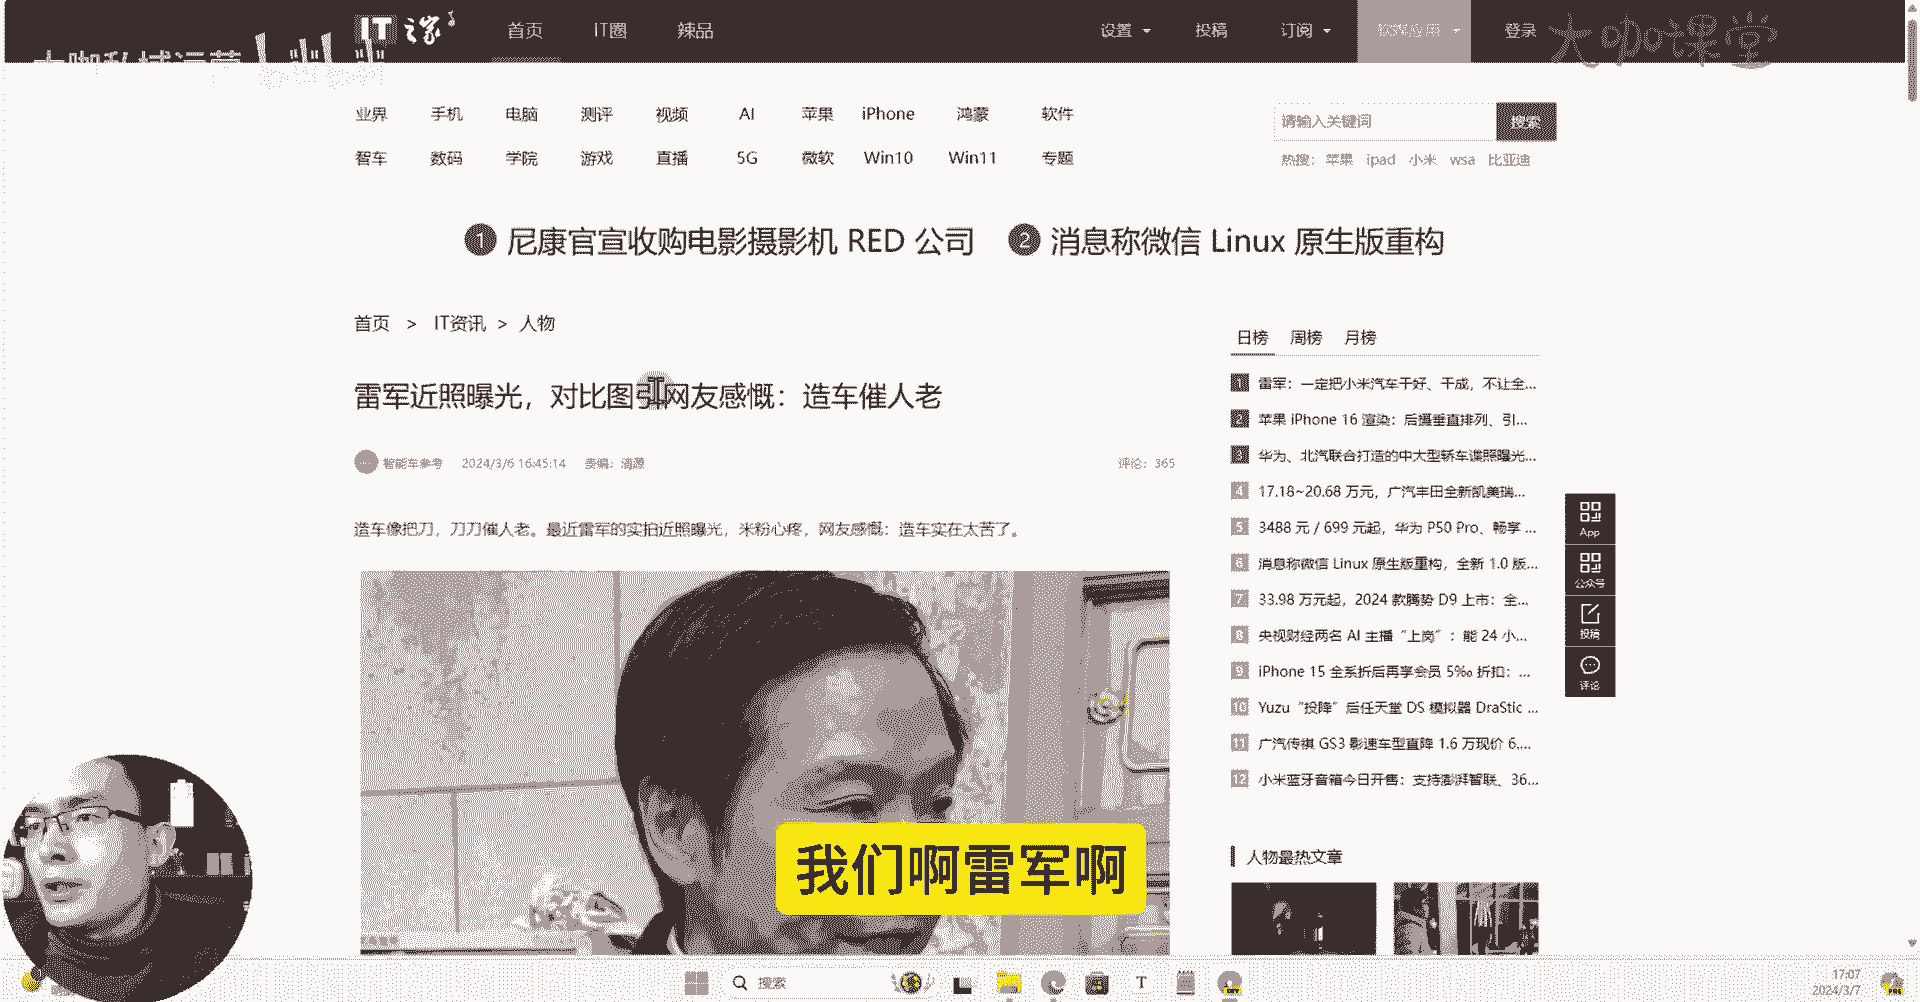 IT之家 首页 IT圈 辣品 设置 投稿 订阅 软媒应用 登录 大咖课堂
大咖私域运营
业界 手机 电脑 测评 视频 AI 苹果 iPhone 鸿蒙 软件
请输入关键词 搜索
智车 数码 学院 游戏 直播 5G 微软 Win10 Win11 专题
热搜: 苹果 ipad 小米 wsa 比亚迪
1 尼康官宣收购电影摄影机 RED 公司 2 消息称微信 Linux 原生版重构
首页 > IT资讯 > 人物
雷军近照曝光，对比图引网友感慨：造车催人老
智能车参考 2024/3/6 16:45:14 责编：清源 评论：365
造车像把刀，刀刀催人老。最近雷军的实拍近照曝光，米粉心疼，网友感慨：造车实在太苦了。
日榜 周榜 月榜
1 雷军：一定把小米汽车干好、干成，不让全...
2 苹果 iPhone 16 渲染：后摄垂直排列、引...
3 华为、北汽联合打造的中大型轿车谍照曝光...
4 17.18~20.68 万元，广汽丰田全新凯美瑞...
5 3488 元 / 699 元起，华为 P50 Pro、畅享 ...
6 消息称微信 Linux 原生版重构，全新 1.0 版...
7 33.98 万元起，2024 款腾势 D9 上市：全...
8 央视财经两名 AI 主播“上岗”：能 24 小...
9 iPhone 15 全系折后再享会员 5‰ 折扣：...
10 Yuzu“投降”后任天堂 DS 模拟器 DraStic ...
11 广汽传祺 GS3 影速车型直降 1.6 万现价 6....
12 小米蓝牙音箱今日开售：支持澎湃智联、36...
App
公众号
投稿
评论
人物最热文章
我们啊雷军啊
搜索
17:07
2024/3/7